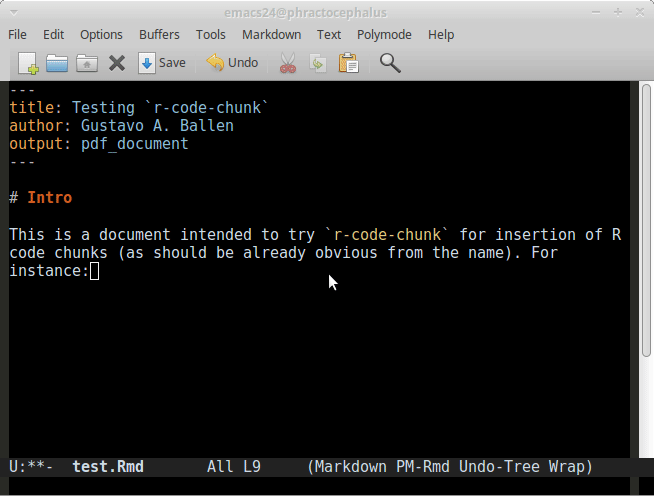 emacs24@phractocephalus
File Edit Options Buffers Tools Markdown Text Polymode Help
Save Undo
---
title: Testing `r-code-chunk`
author: Gustavo A. Ballen
output: pdf_document
---
# Intro
This is a document intended to try `r-code-chunk` for insertion of R
code chunks (as should be already obvious from the name). For
instance:
U:**-  test.Rmd       All L9     (Markdown PM-Rmd Undo-Tree Wrap)